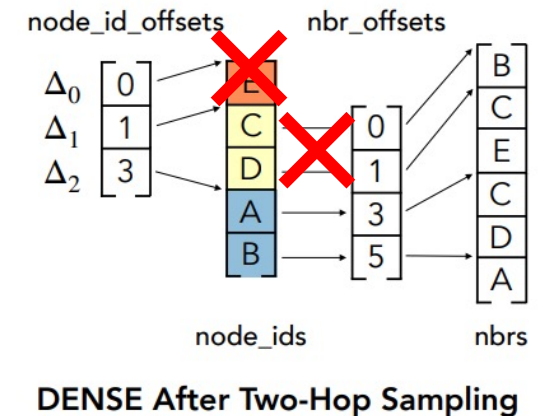 node_id_offsets nbr_offsets
Δ0 0
Δ1 1
Δ2 3
E
C
D
A
B
0
1
3
5
B
C
E
C
D
A
node_ids nbrs
DENSE After Two-Hop Sampling